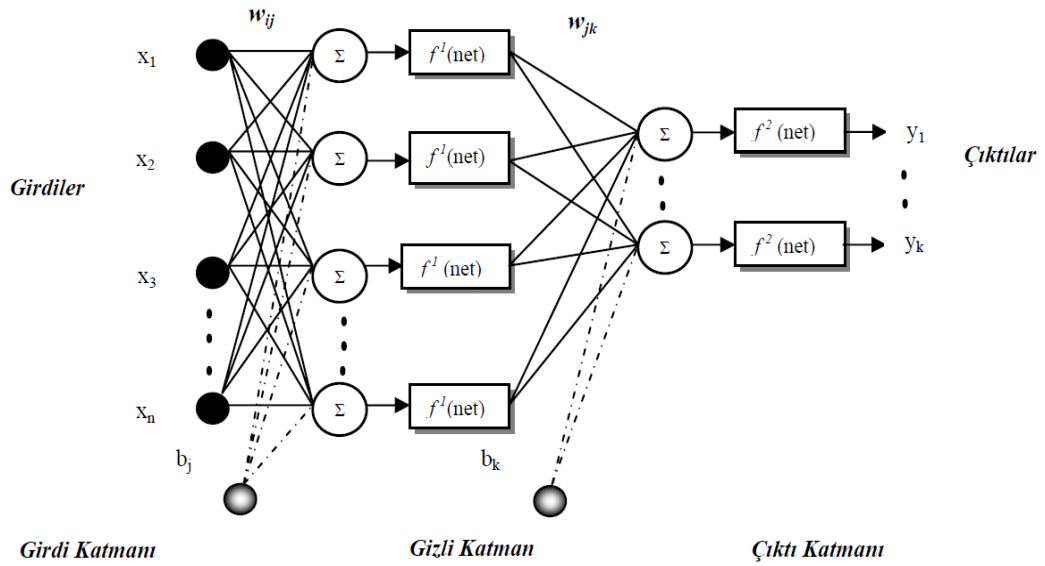 w_ij
w_jk
x_1
Σ
f^1(net)
x_2
Σ
f^1(net)
Σ
f^2 (net)
y_1
Girdiler
Çıktılar
x_3
Σ
f^1 (net)
Σ
f^2 (net)
y_k
x_n
Σ
f^1(net)
b_j
b_k
Girdi Katmanı
Gizli Katman
Çıktı Katmanı